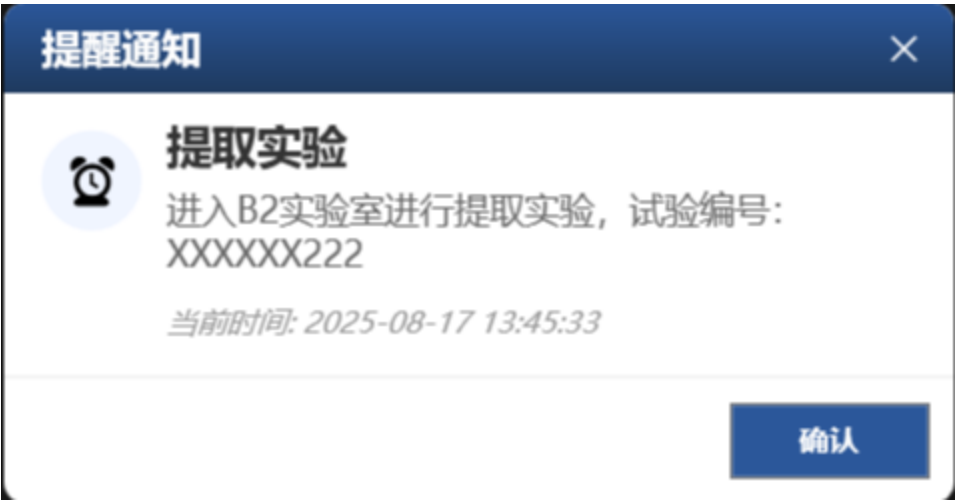 提醒通知
提取实验
进入B2实验室进行提取实验，试验编号：
XXXXXX222
当前时间: 2025-08-17 13:45:33
确认